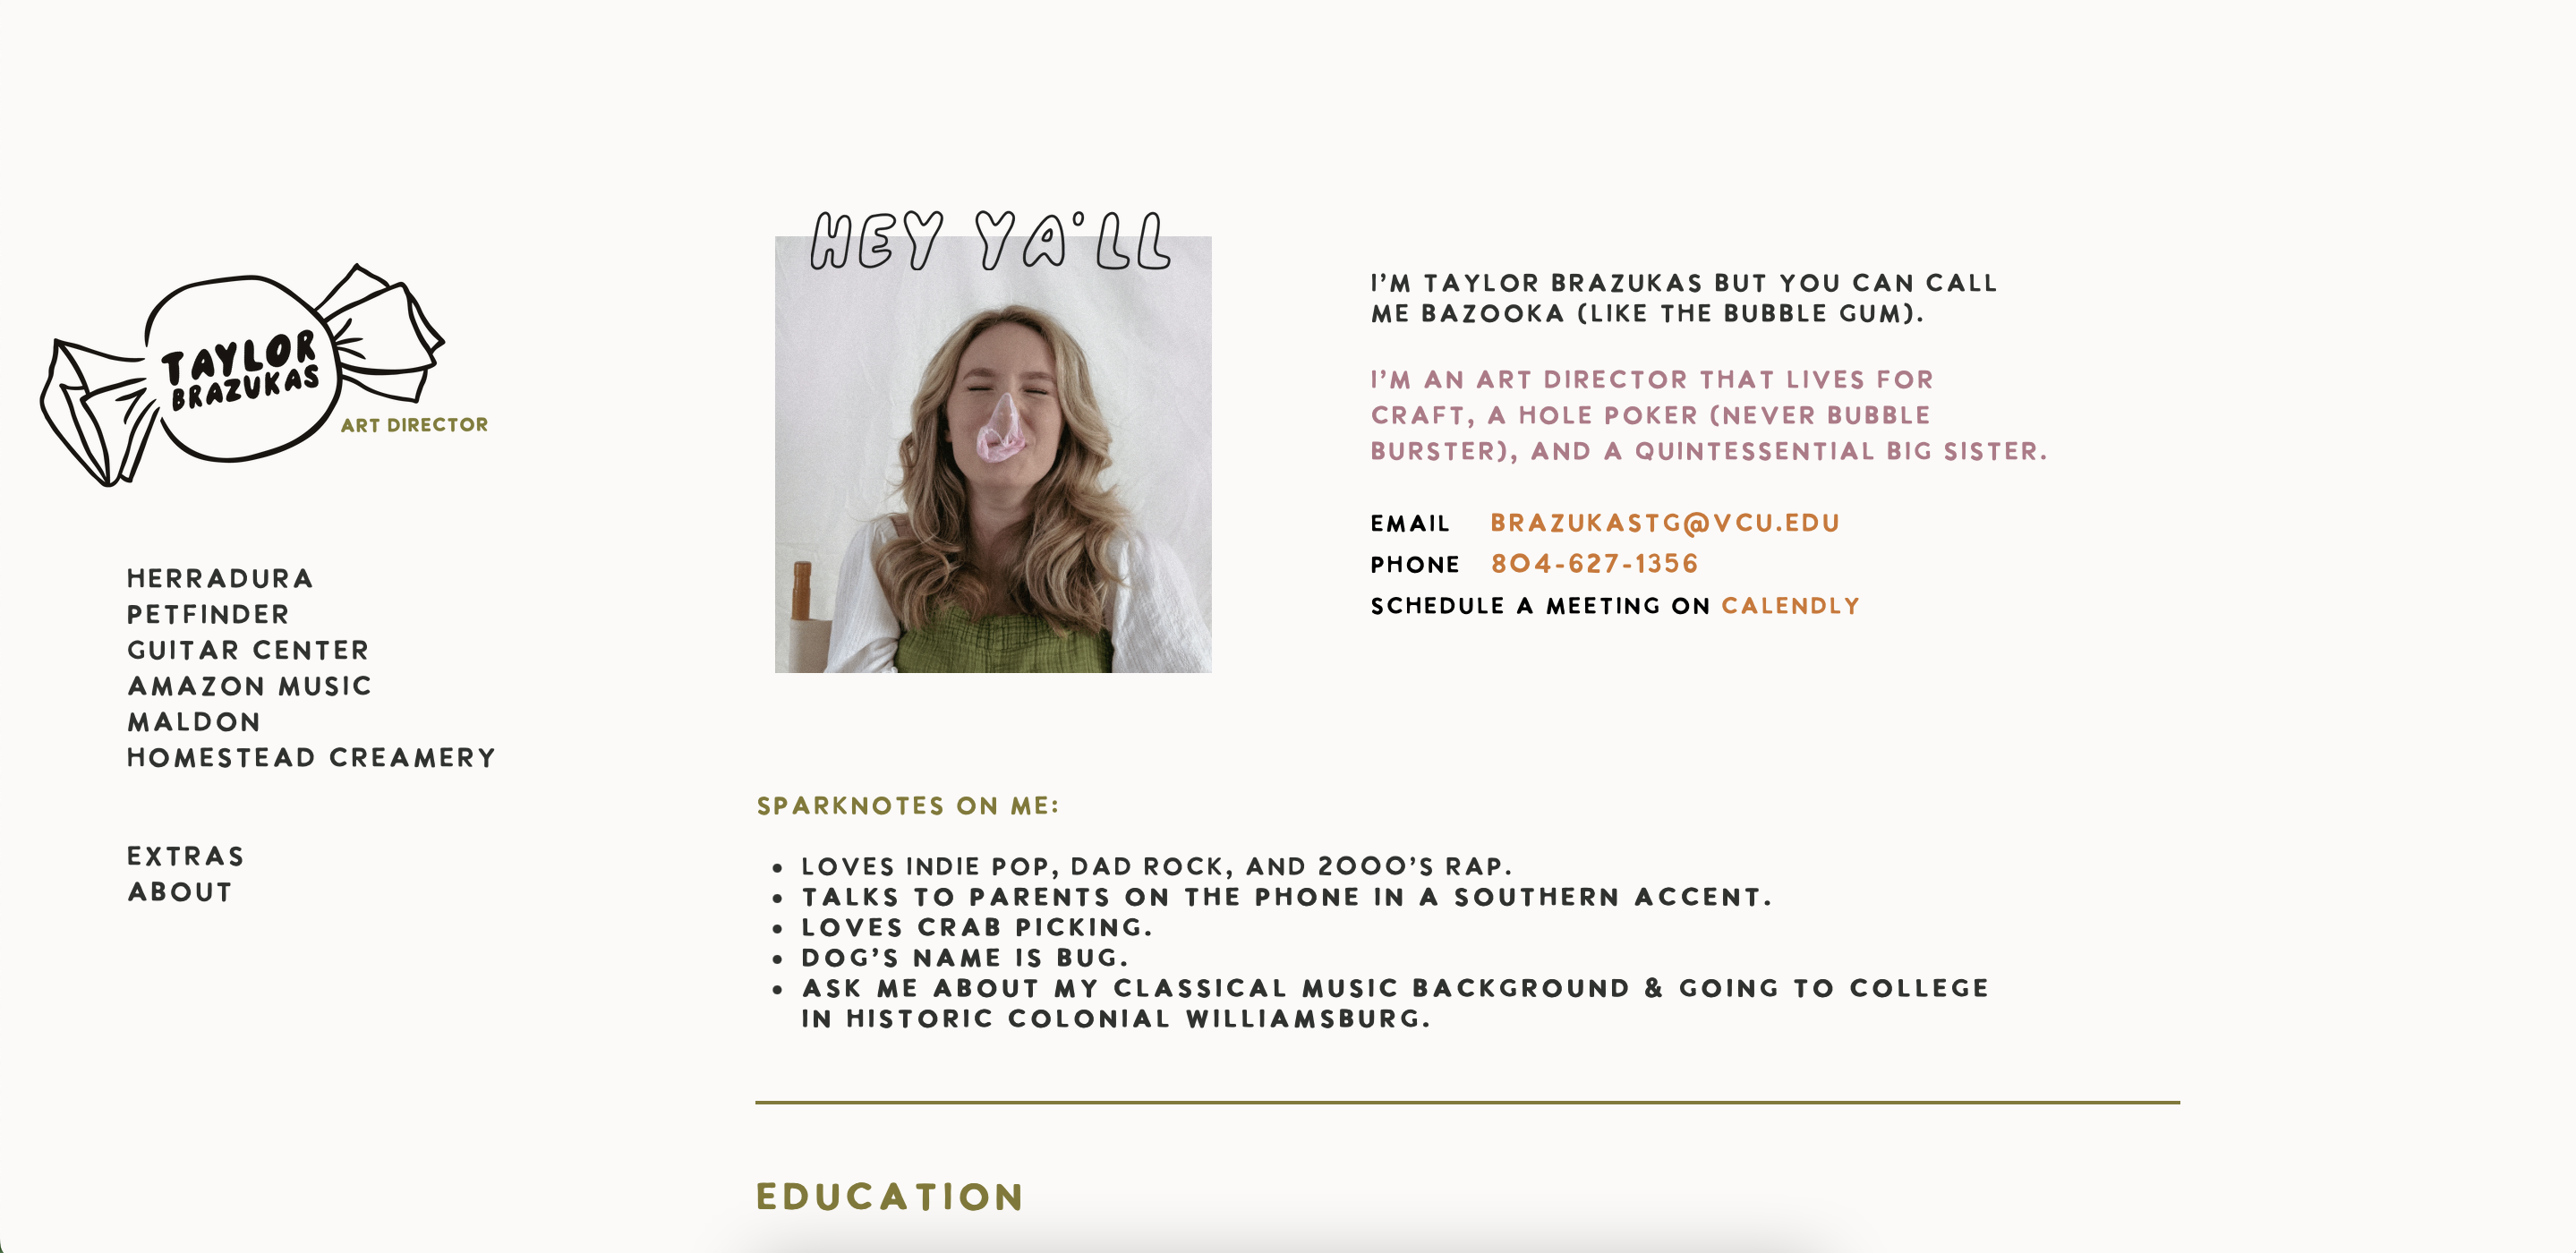 TAYLOR
BRAZUKAS
ART DIRECTOR
HERRADURA
PETFINDER
GUITAR CENTER
AMAZON MUSIC
MALDON
HOMESTEAD CREAMERY
EXTRAS
ABOUT
HEY YA'LL
I'M TAYLOR BRAZUKAS BUT YOU CAN CALL
ME BAZOOKA (LIKE THE BUBBLE GUM).
I'M AN ART DIRECTOR THAT LIVES FOR
CRAFT, A HOLE POKER (NEVER BUBBLE
BURSTER), AND A QUINTESSENTIAL BIG SISTER.
EMAIL BRAZUKASTG@VCU.EDU
PHONE 804-627-1356
SCHEDULE A MEETING ON CALENDLY
SPARKNOTES ON ME:
• LOVES INDIE POP, DAD ROCK, AND 2000'S RAP.
• TALKS TO PARENTS ON THE PHONE IN A SOUTHERN ACCENT.
• LOVES CRAB PICKING.
• DOG'S NAME IS BUG.
• ASK ME ABOUT MY CLASSICAL MUSIC BACKGROUND & GOING TO COLLEGE
IN HISTORIC COLONIAL WILLIAMSBURG.
EDUCATION